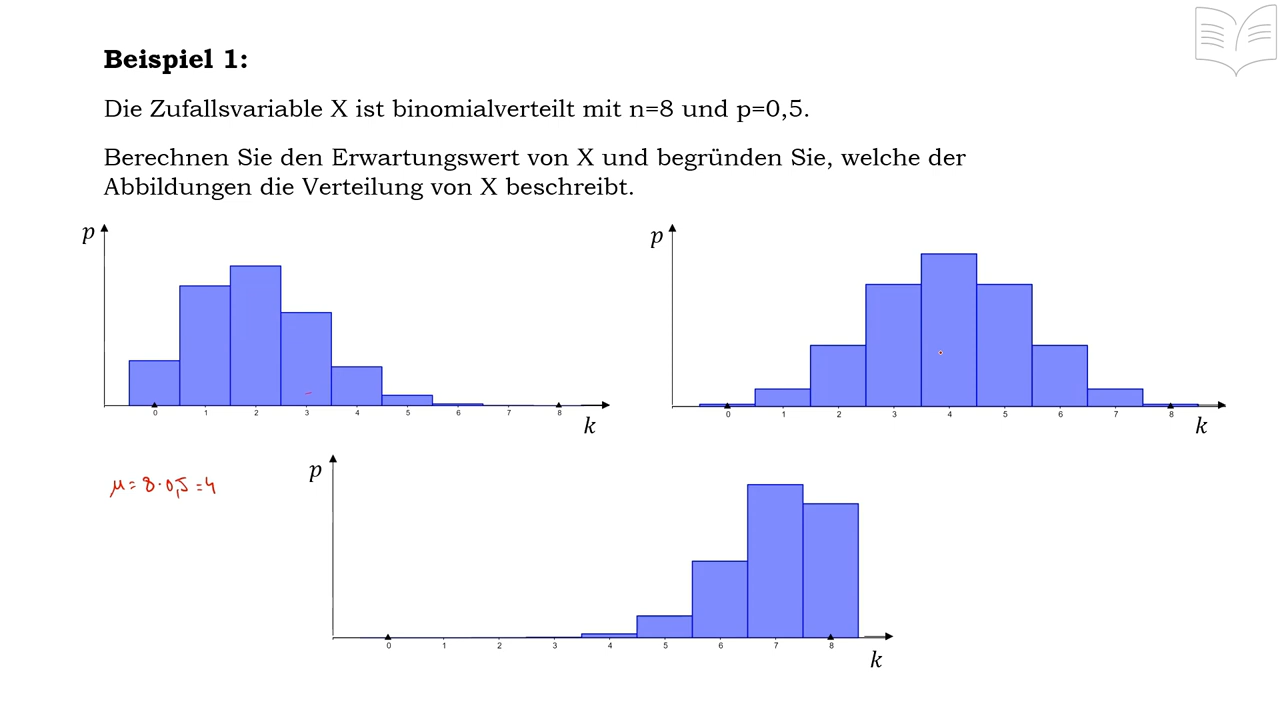 Beispiel 1:
Die Zufallsvariable X ist binomialverteilt mit n=8 und p=0,5.
Berechnen Sie den Erwartungswert von X und begründen Sie, welche der
Abbildungen die Verteilung von X beschreibt.
p
0 1 2 3 4 5 6 7 8
k
p
0 1 2 3 4 5 6 7 8
k
μ=8·0,5=4
p
0 1 2 3 4 5 6 7 8
k